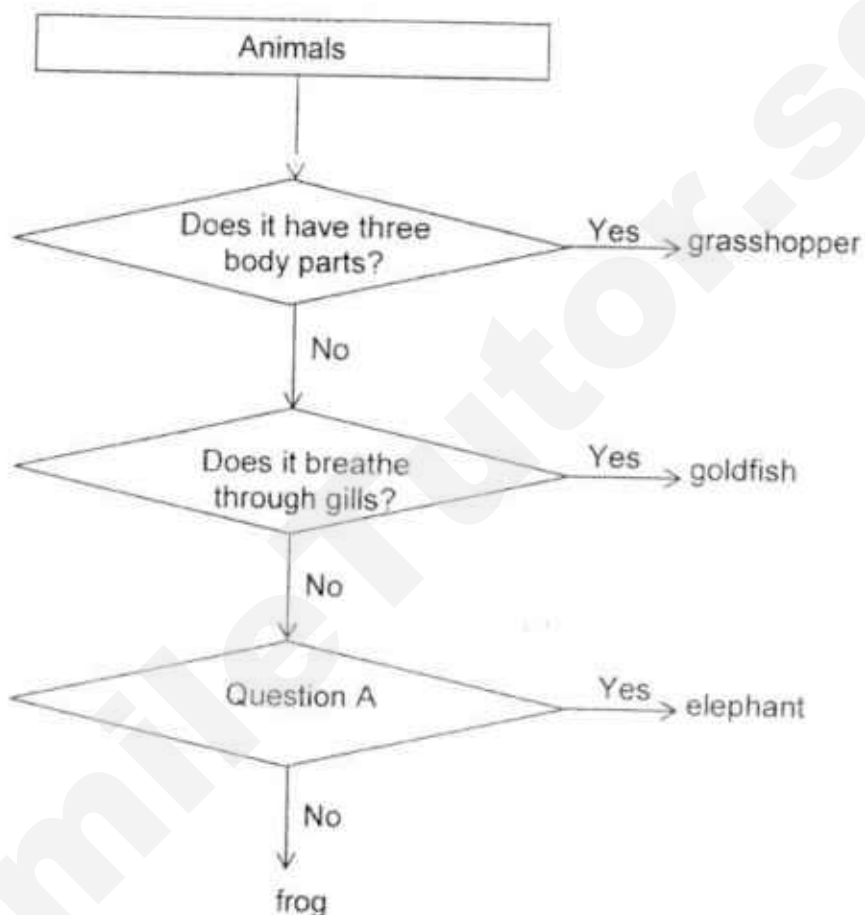 Animals
Does it have three
body parts?
Yes
grasshopper
No
Does it breathe
through gills?
Yes
goldfish
No
Question A
Yes
elephant
No
frog